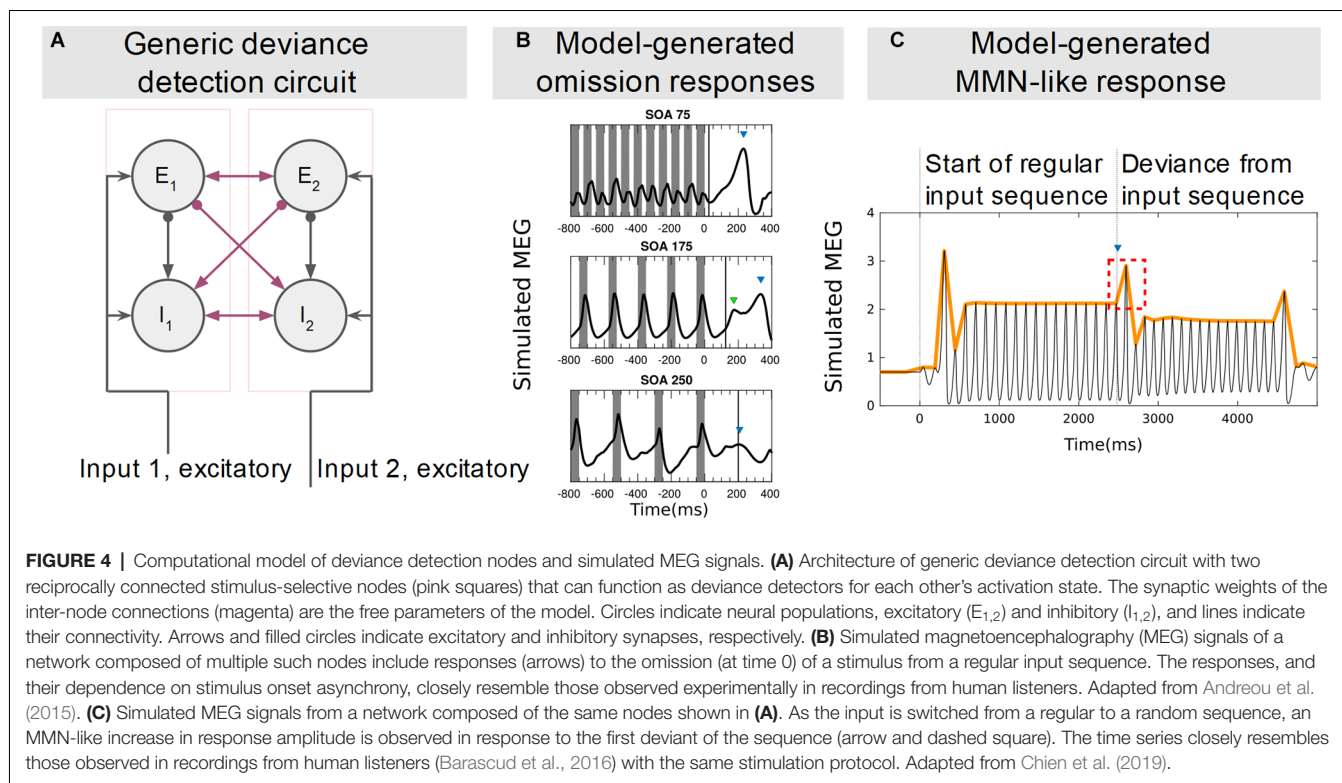 A
Generic deviance
detection circuit
E1
E2
I1
I2
Input 1, excitatory
Input 2, excitatory
B
Model-generated
omission responses
Simulated MEG
SOA 75
-800 -600 -400 -200 0 200 400
SOA 175
-800 -600 -400 -200 0 200 400
SOA 250
-800 -600 -400 -200 0 200 400
Time(ms)
C
Model-generated
MMN-like response
Start of regular
input sequence
Deviance from
input sequence
Simulated MEG
4
3
2
1
0
0 1000 2000 3000 4000
Time(ms)
FIGURE 4 | Computational model of deviance detection nodes and simulated MEG signals. (A) Architecture of generic deviance detection circuit with two
reciprocally connected stimulus-selective nodes (pink squares) that can function as deviance detectors for each other's activation state. The synaptic weights of the
inter-node connections (magenta) are the free parameters of the model. Circles indicate neural populations, excitatory (E1,2) and inhibitory (I1,2), and lines indicate
their connectivity. Arrows and filled circles indicate excitatory and inhibitory synapses, respectively. (B) Simulated magnetoencephalography (MEG) signals of a
network composed of multiple such nodes include responses (arrows) to the omission (at time 0) of a stimulus from a regular input sequence. The responses, and
their dependence on stimulus onset asynchrony, closely resemble those observed experimentally in recordings from human listeners. Adapted from Andreou et al.
(2015). (C) Simulated MEG signals from a network composed of the same nodes shown in (A). As the input is switched from a regular to a random sequence, an
MMN-like increase in response amplitude is observed in response to the first deviant of the sequence (arrow and dashed square). The time series closely resembles
those observed in recordings from human listeners (Barascud et al., 2016) with the same stimulation protocol. Adapted from Chien et al. (2019).